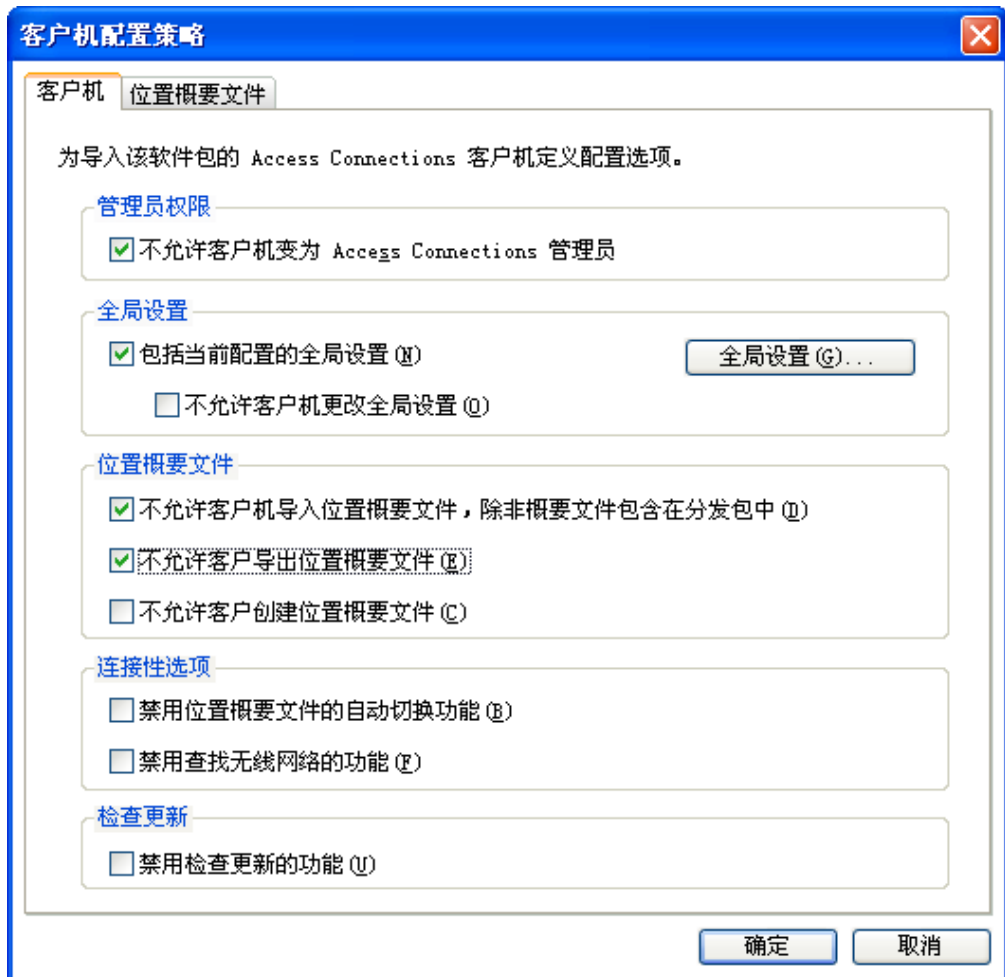 客户机配置策略
客户机 位置概要文件
为导入该软件包的 Access Connections 客户机定义配置选项。
管理员权限
不允许客户机变为 Access Connections 管理员
全局设置
包括当前配置的全局设置(N) 全局设置(G)...
不允许客户机更改全局设置(O)
位置概要文件
不允许客户机导入位置概要文件，除非概要文件包含在分发包中(D)
不允许客户导出位置概要文件(E)
不允许客户创建位置概要文件(C)
连接性选项
禁用位置概要文件的自动切换功能(B)
禁用查找无线网络的功能(F)
检查更新
禁用检查更新的功能(U)
确定 取消